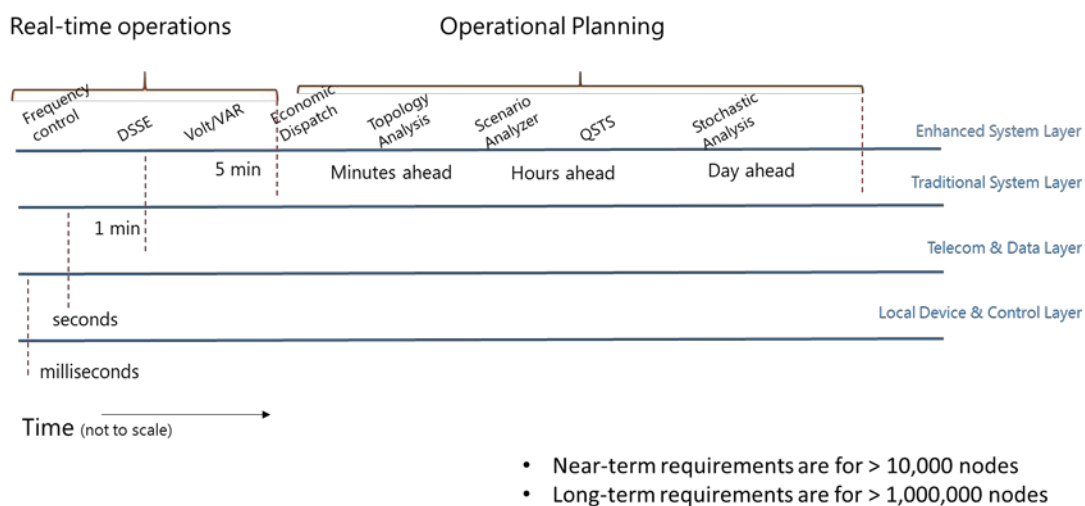 Real-time operations
Operational Planning
Frequency
control
DSSE
Volt/VAR
Economic
Dispatch
Topology
Analysis
Scenario
Analyzer
QSTS
Stochastic
Analysis
Enhanced System Layer
5 min
Minutes ahead
Hours ahead
Day ahead
Traditional System Layer
1 min
Telecom & Data Layer
seconds
Local Device & Control Layer
milliseconds
Time (not to scale)
• Near-term requirements are for > 10,000 nodes
• Long-term requirements are for > 1,000,000 nodes